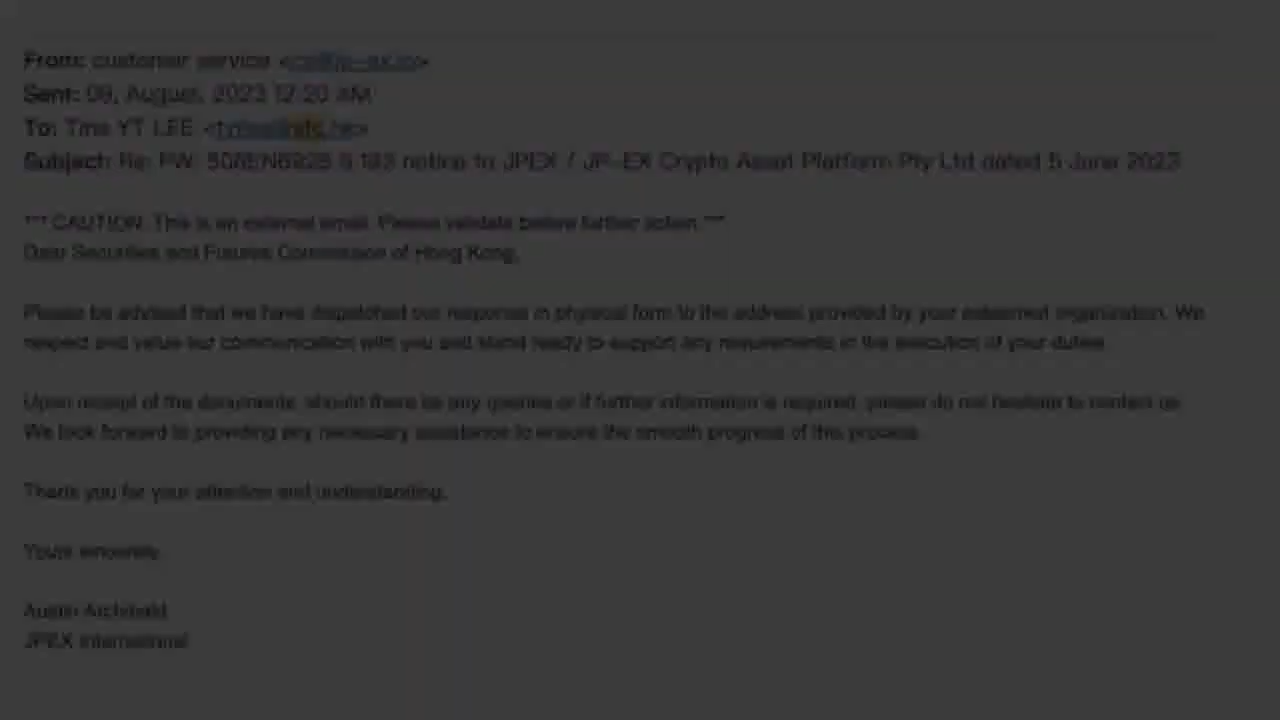 From: customer service <cs@jp-ex.io>
Sent: August, 2023 12:20 AM
To: Tina YT LEE
Subject: Re: FW: notice to JPEX / JP-EX Crypto Asset Platform Pty Ltd dated 5 June 2023
*** CAUTION: This is an external email. Please validate before further action.***
Dear Securities and Futures Commission of Hong Kong,
Please be advised that we have dispatched our response in physical form to the address provided by your esteemed organization. We
respect and value our communication with you and stand ready to support any requirements in the execution of your duties.
Upon receipt of the documents, should there be any queries or if further information is required, please do not hesitate to contact us.
We look forward to providing any necessary assistance to ensure the smooth progress of this process.
Thank you for your attention and understanding.
Yours sincerely,
Austin Archibald
JPEX International